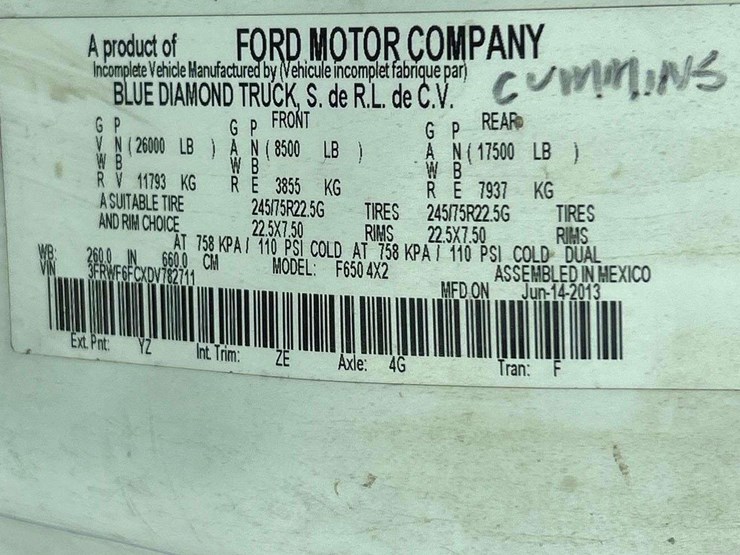 A product of FORD MOTOR COMPANY
Incomplete Vehicle Manufactured by (Vehicule incomplet fabrique par)
CUMMINS
BLUE DIAMOND TRUCK, S. de R.L. de C.V.
FRONT REAR
G P G P G P
V N ( 26000 LB ) A N ( 8500 LB ) A N ( 17500 LB )
W B W B W B
R V 11793 KG R E 3855 KG R E 7937 KG
A SUITABLE TIRE 245/75R22.5G TIRES 245/75R22.5G TIRES
AND RIM CHOICE 22.5X7.50 RIMS 22.5X7.50 RIMS
AT 758 KPA / 110 PSI COLD AT 758 KPA / 110 PSI COLD DUAL
WB: 260.0 IN 660.0 CM MODEL: F650 4X2 ASSEMBLED IN MEXICO
VIN 3FRWF6FCXDV782711 MFD.ON Jun-14-2013
Ext. Pnt: YZ Int. Trim: ZE Axle: 4G Tran: F